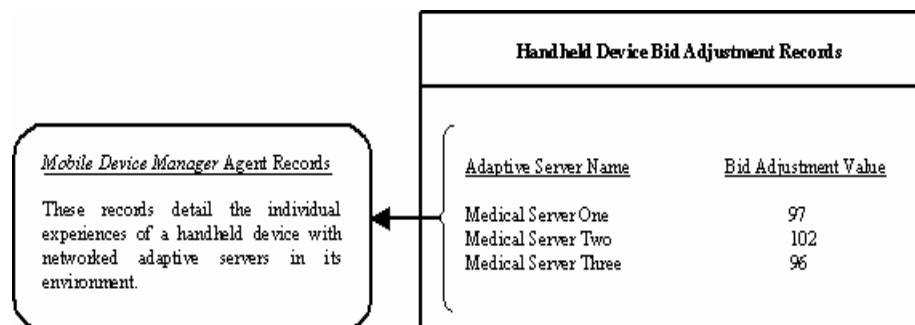 Handheld Device Bid Adjustment Records
Mobile Device Manager Agent Records
These records detail the individual
experiences of a handheld device with
networked adaptive servers in its
environment.
Adaptive Server Name Bid Adjustment Value
Medical Server One 97
Medical Server Two 102
Medical Server Three 96